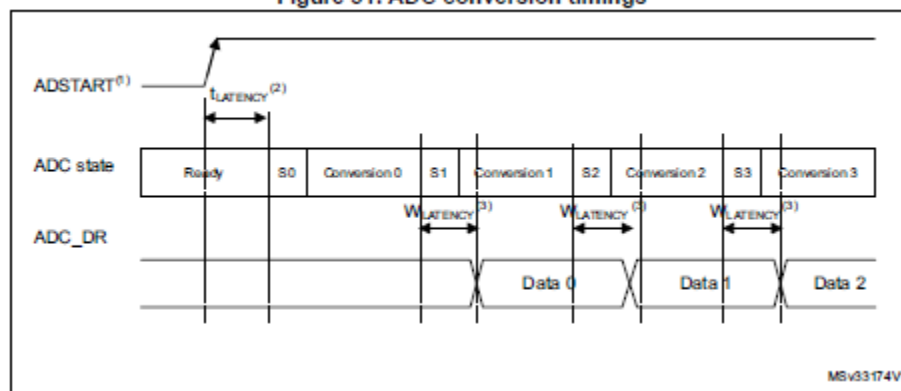 Figure 31. ADC conversion timings
ADSTART(1)
tLATENCY(2)
ADC state
Ready
S0
Conversion 0
S1
Conversion 1
S2
Conversion 2
S3
Conversion 3
WLATENCY(3)
WLATENCY(3)
WLATENCY(3)
ADC_DR
Data 0
Data 1
Data 2
MSv33174V